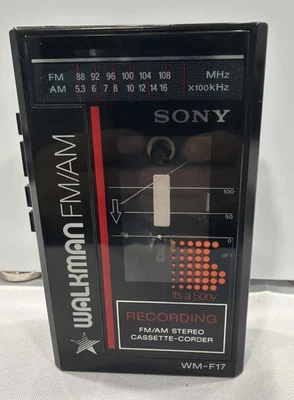 FM 88 92 96 100 104 108 MHz
AM 5.3 6 7 8 10 12 14 16 ×100kHz
SONY
WALKMAN FM/AM
100
50
0
It's a Sony
RECORDING
FM/AM STEREO
CASSETTE-CORDER
WM-F17